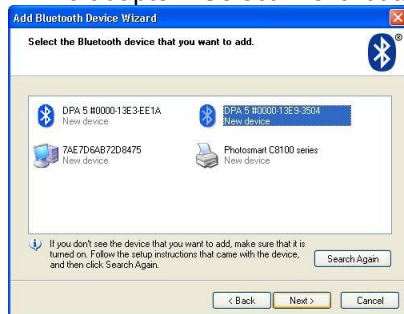 Add Bluetooth Device Wizard
Select the Bluetooth device that you want to add.
DPA 5 #0000-13E3-EE1A
New device
DPA 5 #0000-13E9-3504
New device
7AE7D6AB72D8475
New device
Photosmart C8100 series
New device
If you don't see the device that you want to add, make sure that it is
turned on. Follow the setup instructions that came with the device,
and then click Search Again.
Search Again
< Back
Next >
Cancel